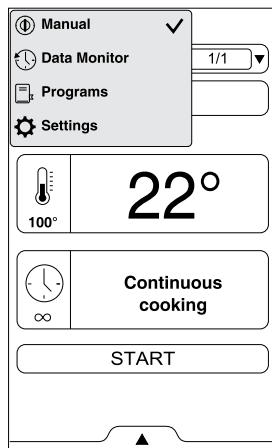 Manual
Data Monitor
1/1
Programs
Settings
100°
22°
∞
Continuous
cooking
START